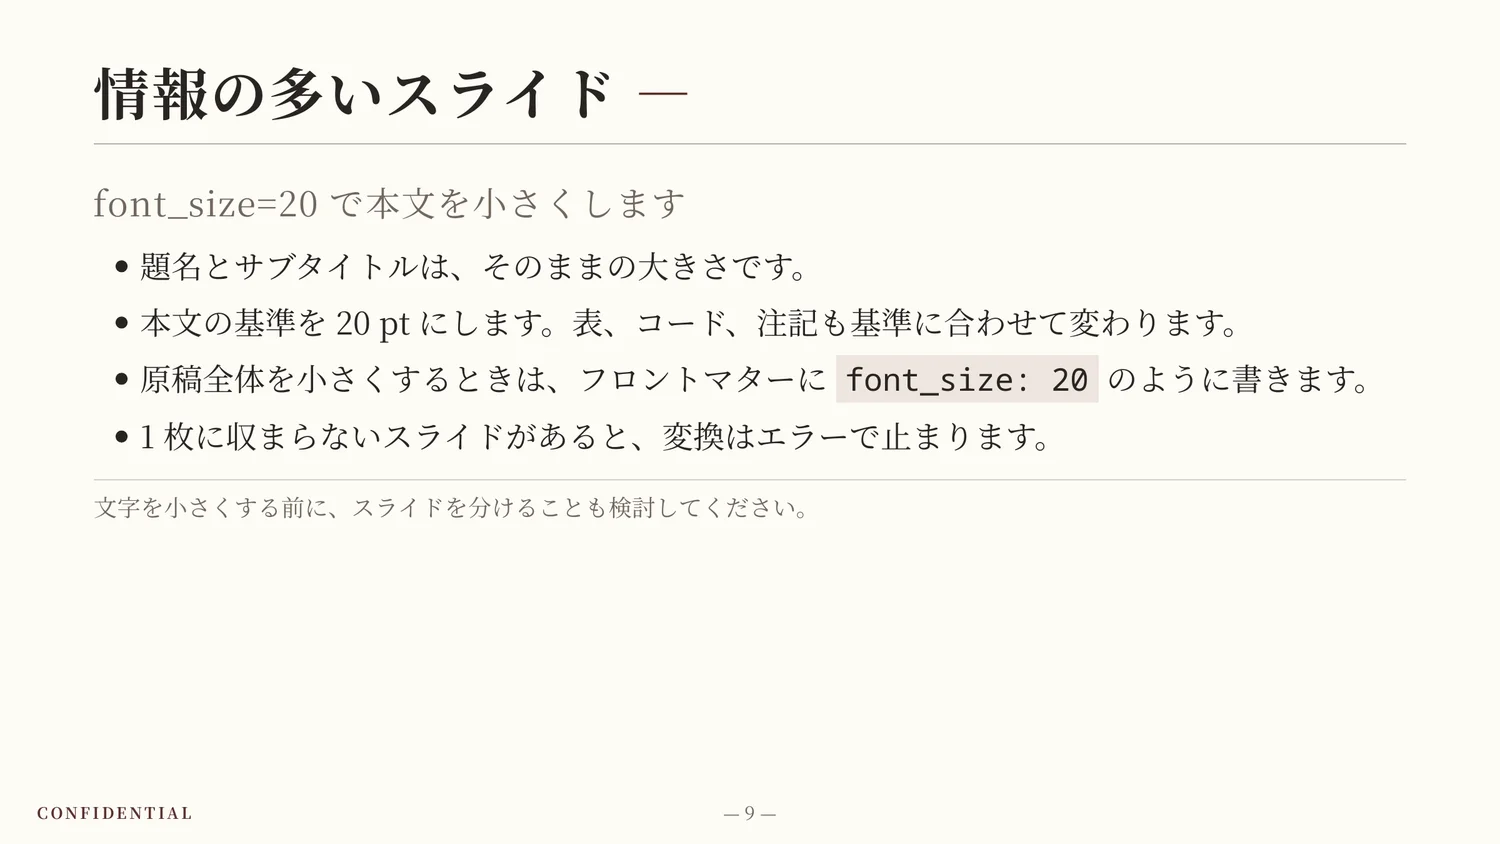 情報の多いスライド —
font_size=20 で本文を小さくします
• 題名とサブタイトルは、そのままの大きさです。
• 本文の基準を 20 pt にします。表、コード、注記も基準に合わせて変わります。
• 原稿全体を小さくするときは、フロントマターに font_size: 20 のように書きます。
• 1 枚に収まらないスライドがあると、変換はエラーで止まります。
文字を小さくする前に、スライドを分けることも検討してください。
CONFIDENTIAL
— 9 —